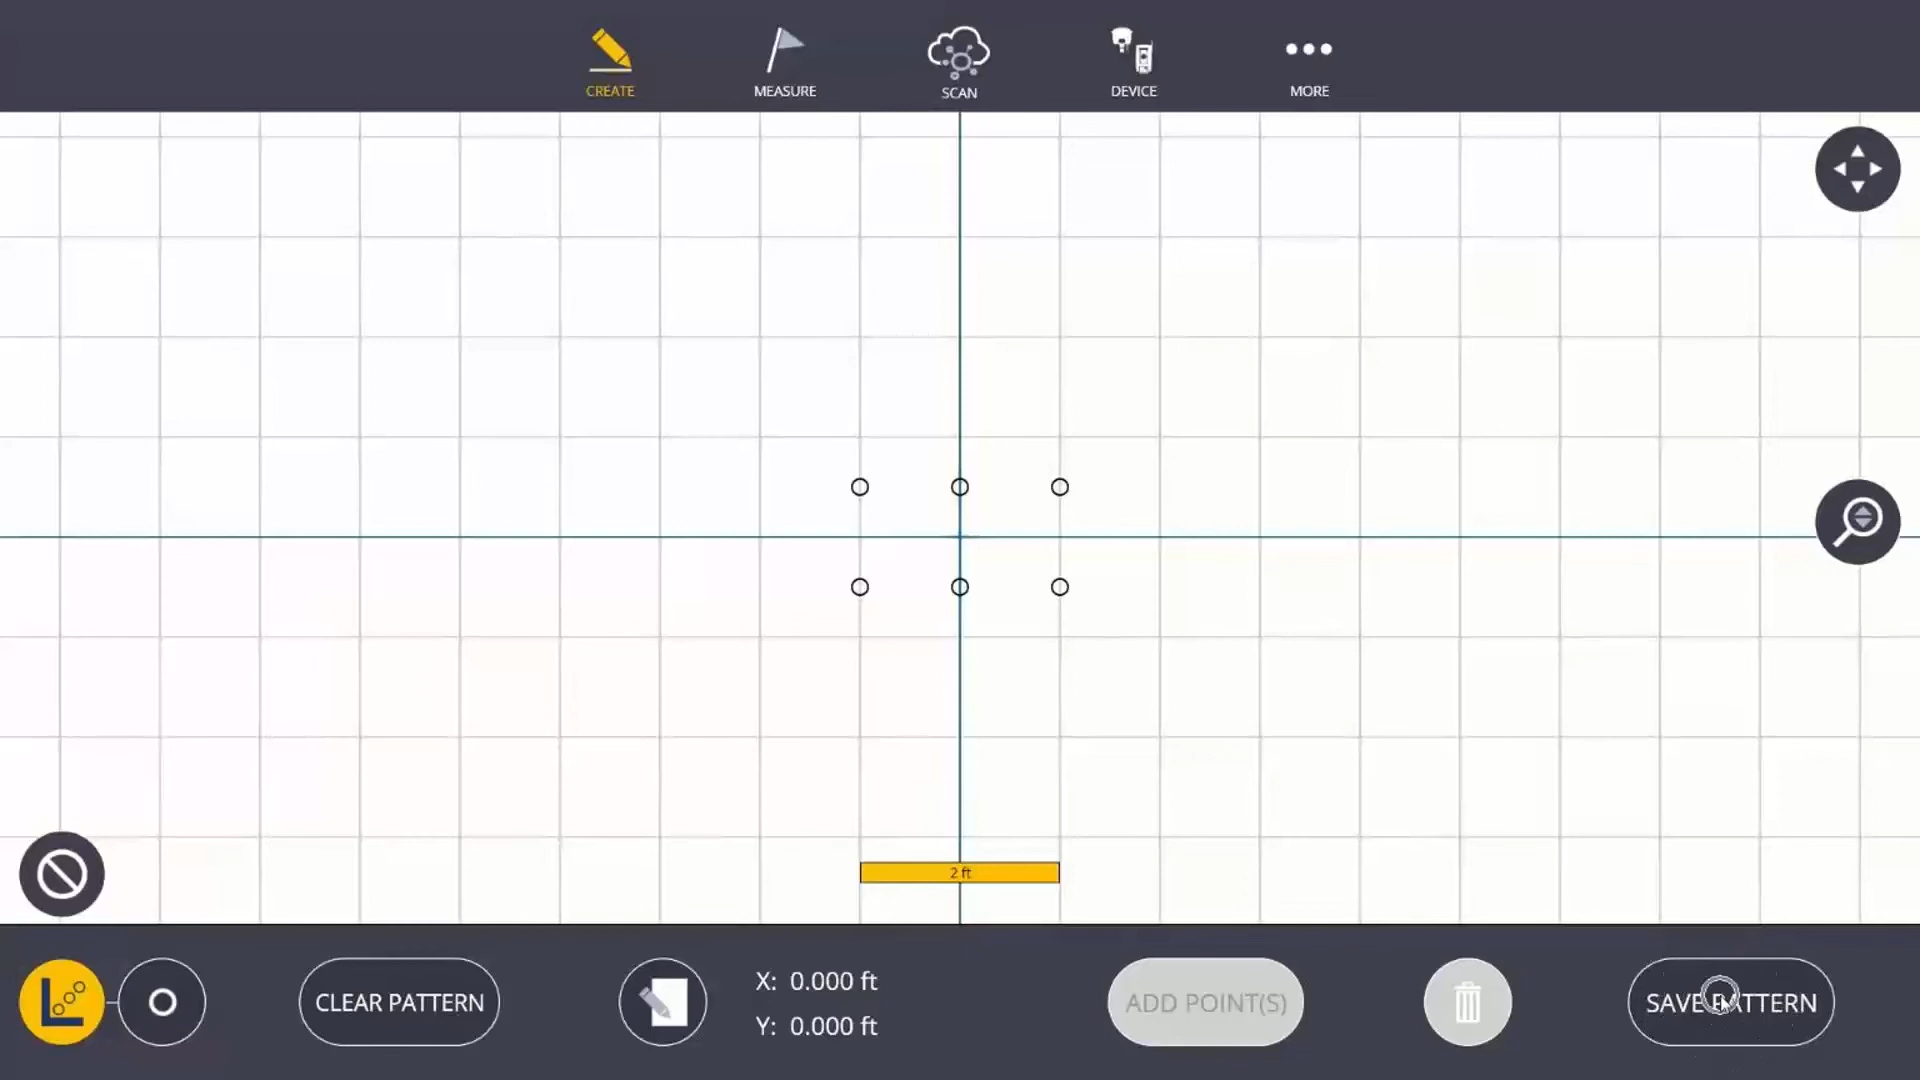 CREATE
MEASURE
SCAN
DEVICE
MORE
2 ft
CLEAR PATTERN
X: 0.000 ft
Y: 0.000 ft
ADD POINT(S)
SAVE PATTERN